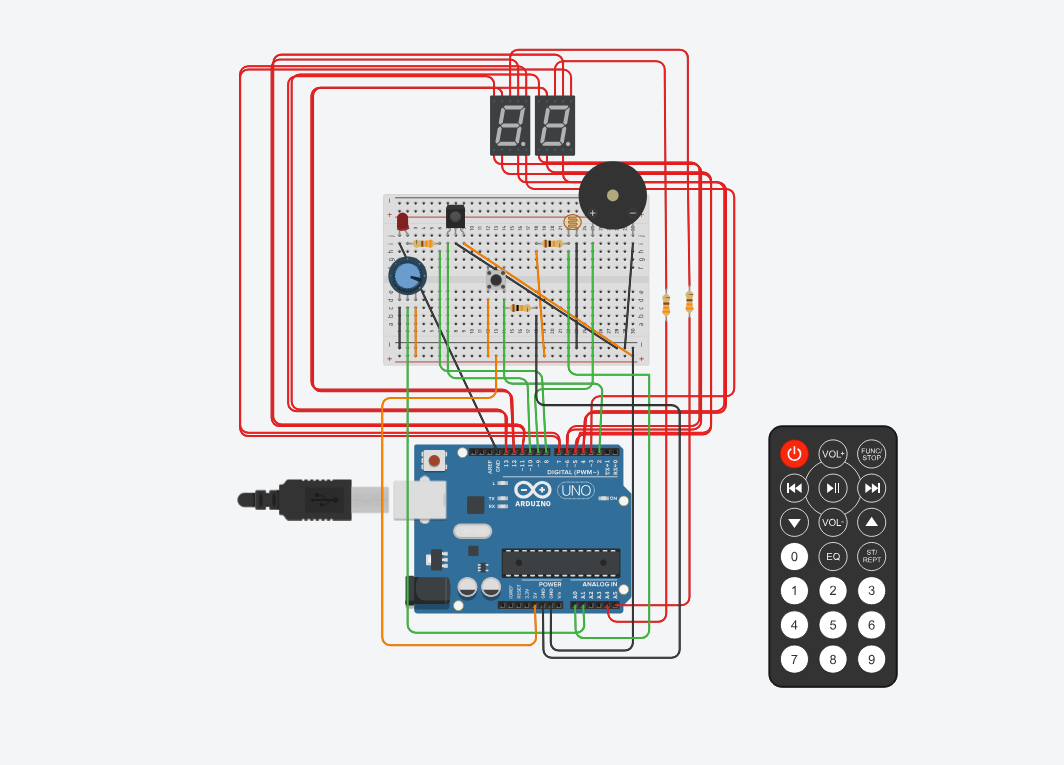 AREF
GND
13
12
~11
~10
~9
8
7
~6
~5
4
~3
2
TX→1
RX←0
DIGITAL (PWM~)
L
TX
RX
ARDUINO
UNO
ON
POWER
ANALOG IN
IOREF
RESET
3.3V
5V
GND
GND
Vin
A0
A1
A2
A3
A4
A5
VOL+
FUNC/
STOP
VOL-
0
EQ
ST/
REPT
1 2 3
4 5 6
7 8 9